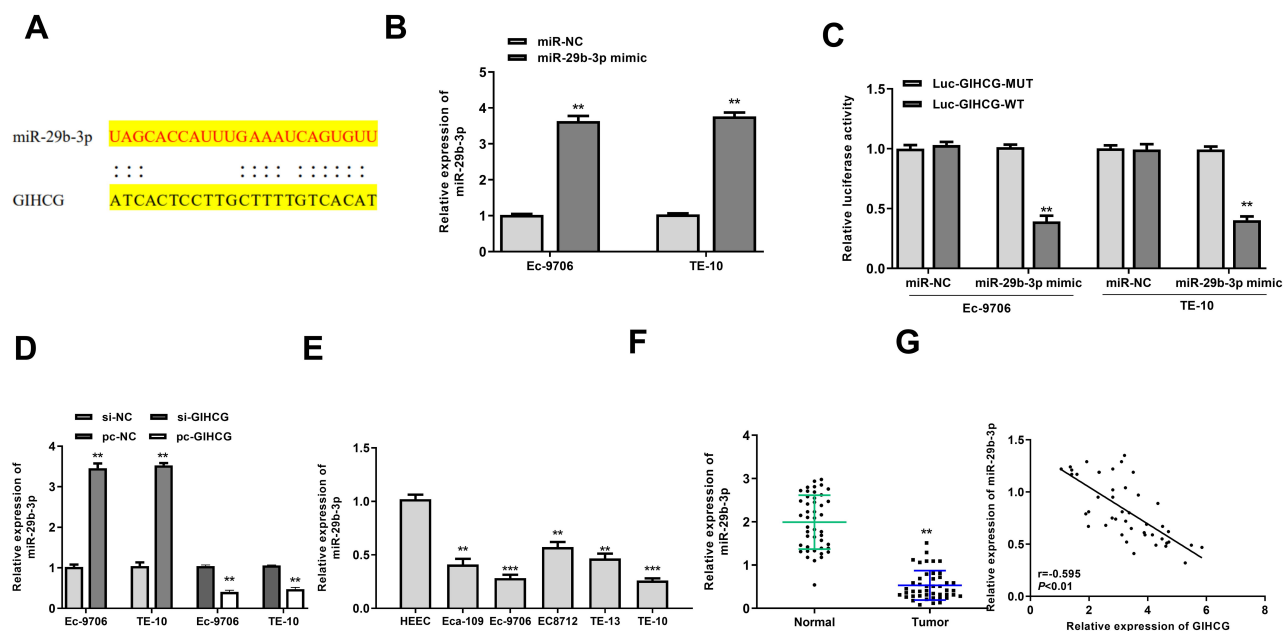 A
miR-29b-3p UAGCACCAUUUGAAAUCAGUGUU
GIHCG ATCACTCCTTGCTTTTGTCACAT
B
miR-NC
miR-29b-3p mimic
Relative expression of
miR-29b-3p
5
4
3
2
1
0
** **
Ec-9706 TE-10
C
Luc-GIHCG-MUT
Luc-GIHCG-WT
Relative luciferase activity
1.5
1.0
0.5
0.0
** **
miR-NC miR-29b-3p mimic miR-NC miR-29b-3p mimic
Ec-9706 TE-10
D
si-NC si-GIHCG
pc-NC pc-GIHCG
Relative expression of
miR-29b-3p
4
3
2
1
0
** ** ** **
Ec-9706 TE-10 Ec-9706 TE-10
E
Relative expression of
miR-29b-3p
1.5
1.0
0.5
0.0
** *** ** ** ***
HEEC Eca-109 Ec-9706 EC8712 TE-13 TE-10
F
Relative expression of
miR-29b-3p
4
3
2
1
0
**
Normal Tumor
G
Relative expression of miR-29b-3p
1.5
1.0
0.5
0.0
r=-0.595
P<0.01
0 2 4 6 8
Relative expression of GIHCG